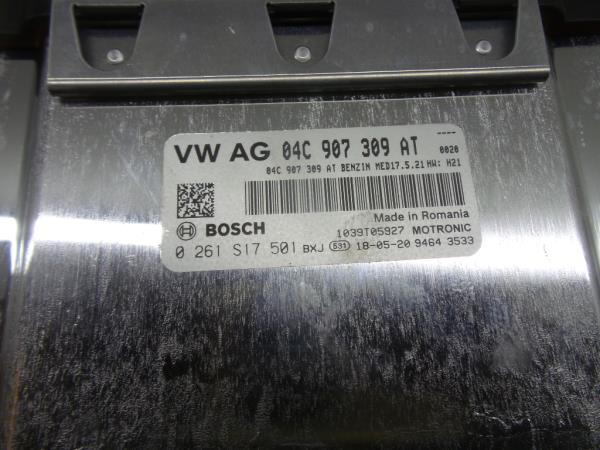 VW AG 04C 907 309 AT ----
0020
04C 907 309 AT BENZIN MED17.5.21 HW: H21
BOSCH
Made in Romania
1039T05927 MOTRONIC
0 261 S17 501 BXJ 531 18-05-20 9464 3533